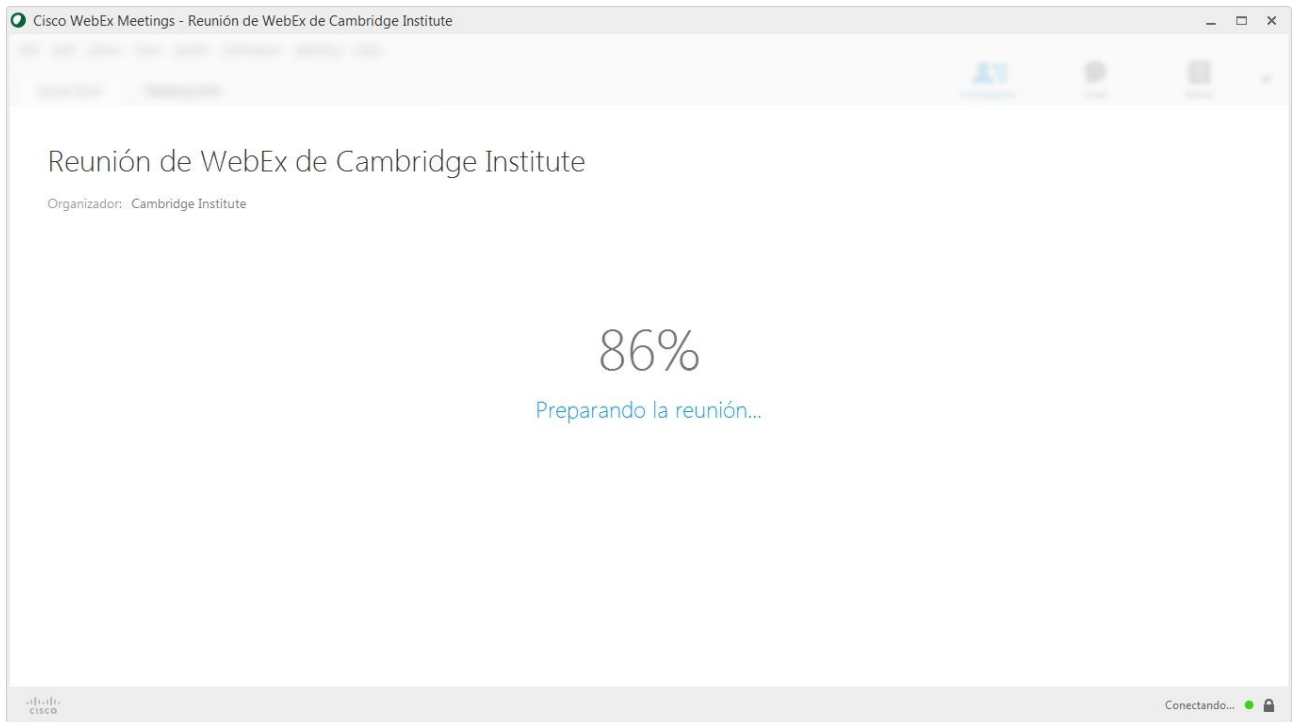 Cisco WebEx Meetings - Reunión de WebEx de Cambridge Institute
Reunión de WebEx de Cambridge Institute
Organizador: Cambridge Institute
86%
Preparando la reunión...
CISCO
Conectando...